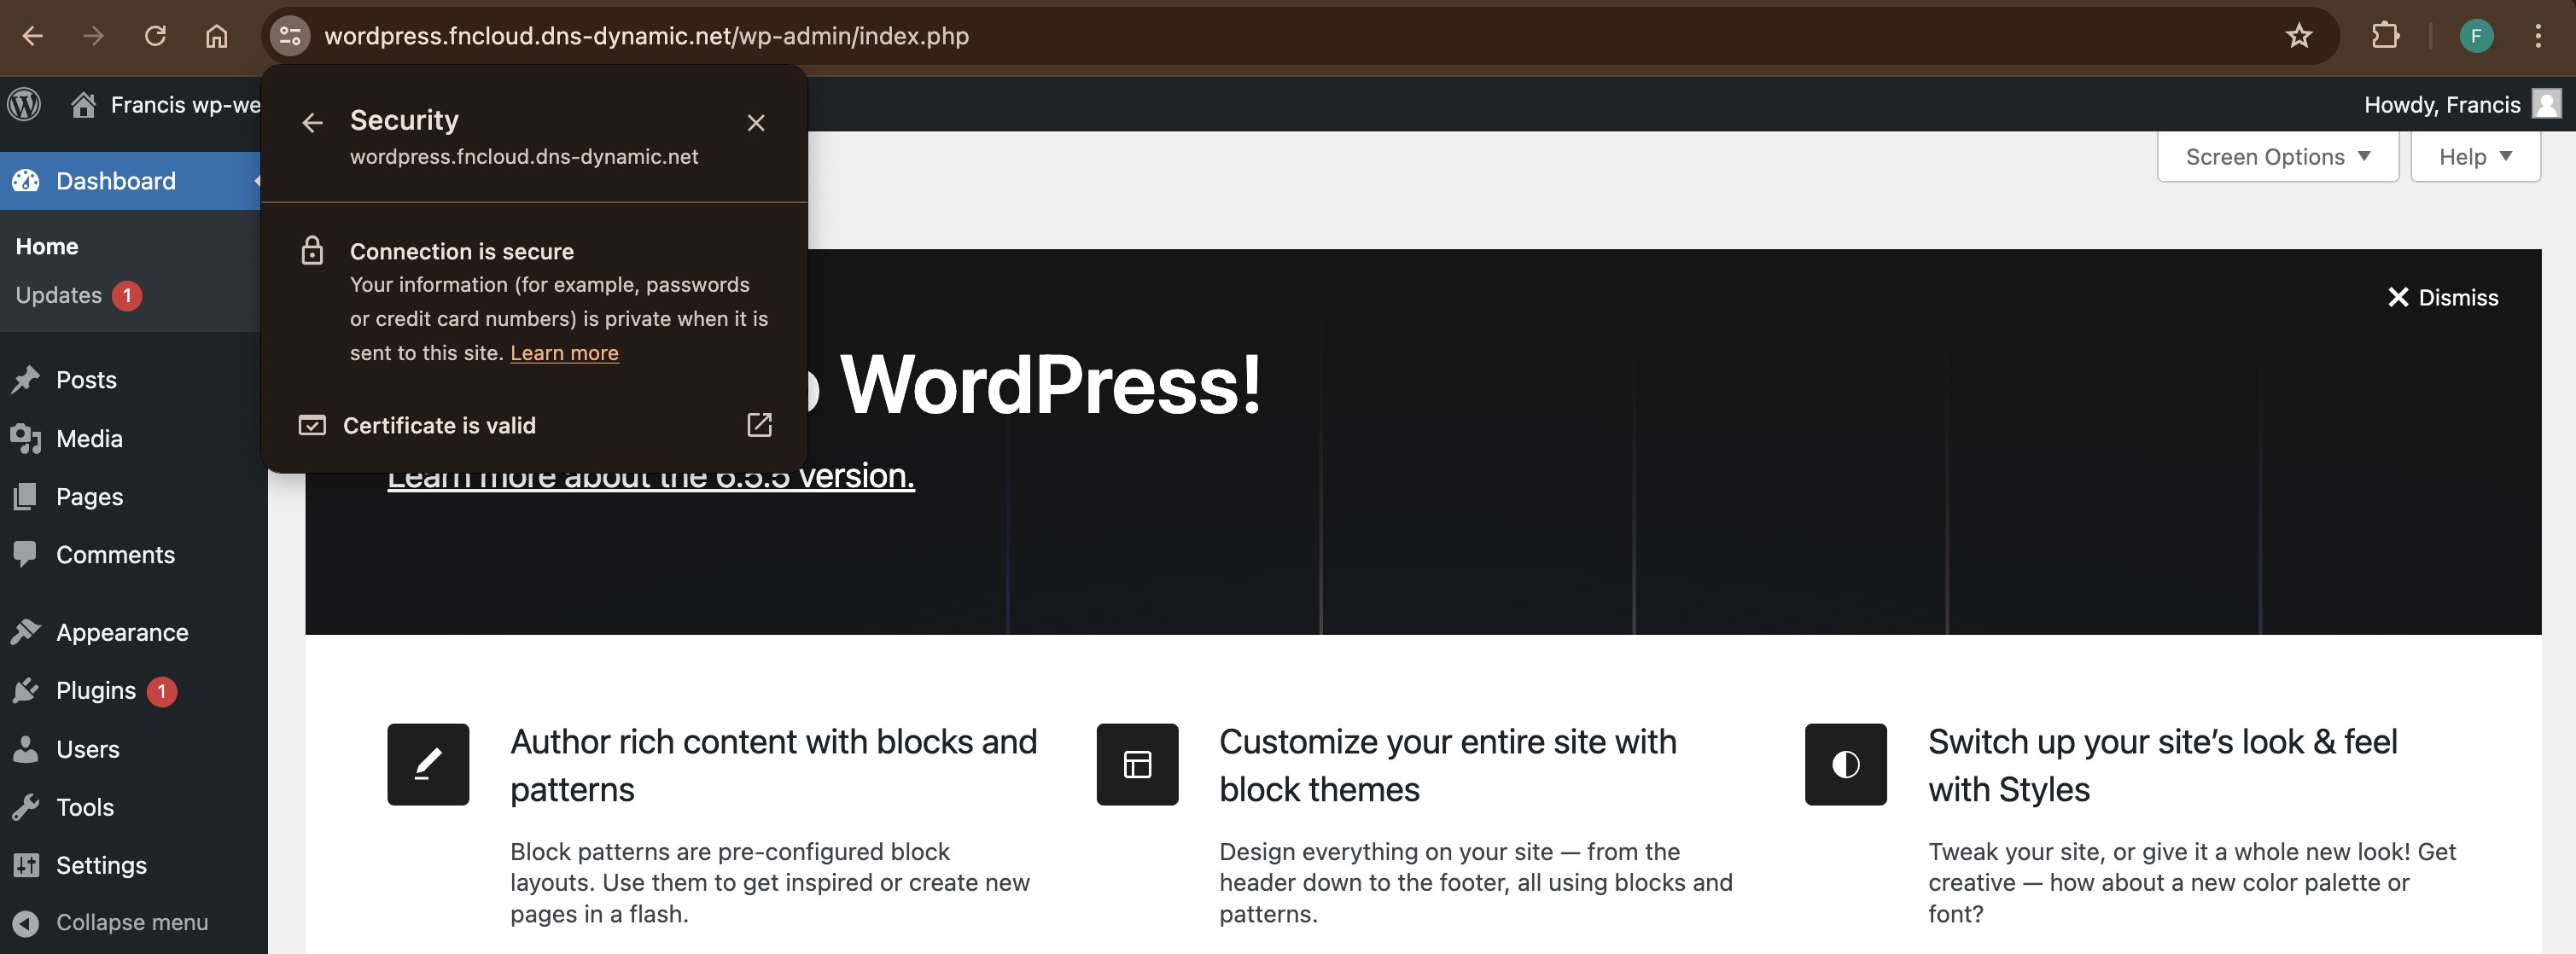 wordpress.fncloud.dns-dynamic.net/wp-admin/index.php
F
Francis wp-we
Howdy, Francis
Security
wordpress.fncloud.dns-dynamic.net
Connection is secure
Your information (for example, passwords
or credit card numbers) is private when it is
sent to this site. Learn more
Certificate is valid
Screen Options
Help
Dashboard
Home
Updates 1
Posts
Media
Pages
Comments
Appearance
Plugins 1
Users
Tools
Settings
Collapse menu
Dismiss
WordPress!
Learn more about the 6.5.5 version.
Author rich content with blocks and
patterns
Block patterns are pre-configured block
layouts. Use them to get inspired or create new
pages in a flash.
Customize your entire site with
block themes
Design everything on your site — from the
header down to the footer, all using blocks and
patterns.
Switch up your site’s look & feel
with Styles
Tweak your site, or give it a whole new look! Get
creative — how about a new color palette or
font?